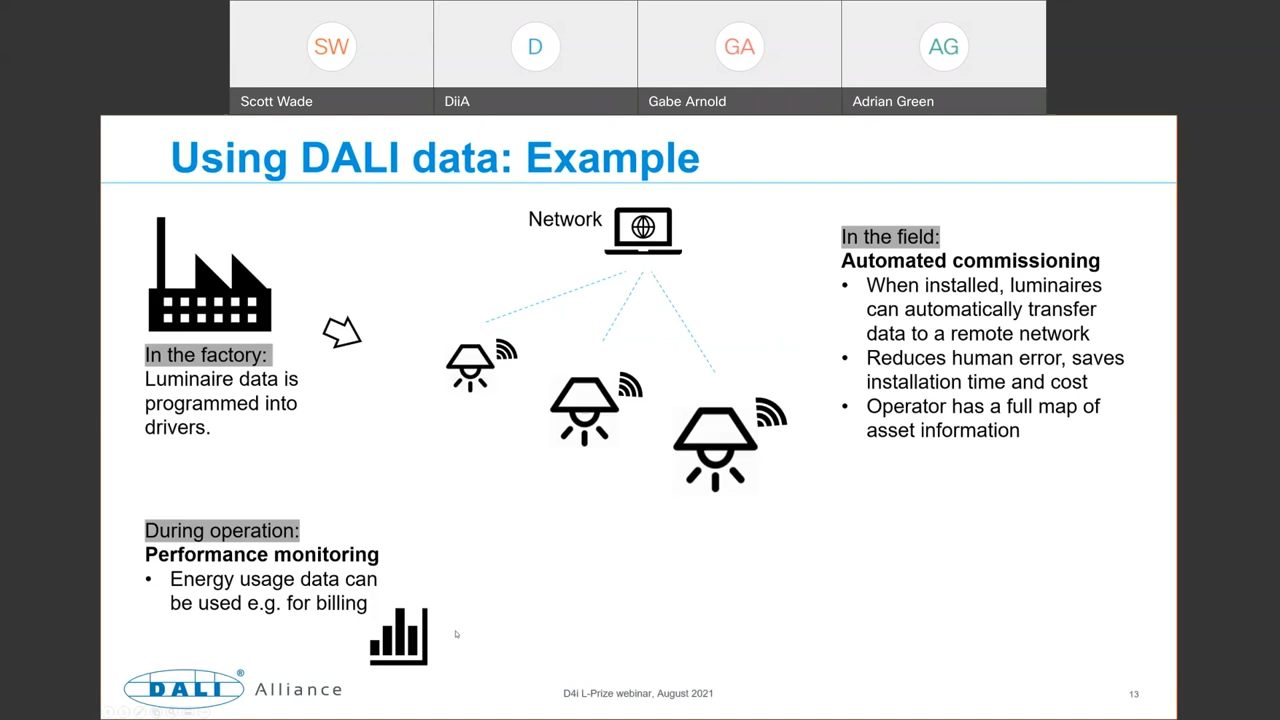 SW
D
GA
AG
Scott Wade
DiiA
Gabe Arnold
Adrian Green
Using DALI data: Example
Network
In the factory:
Luminaire data is
programmed into
drivers.
In the field:
Automated commissioning
• When installed, luminaires
can automatically transfer
data to a remote network
• Reduces human error, saves
installation time and cost
• Operator has a full map of
asset information
During operation:
Performance monitoring
• Energy usage data can
be used e.g. for billing
DALI ® Alliance
D4i L-Prize webinar, August 2021
13